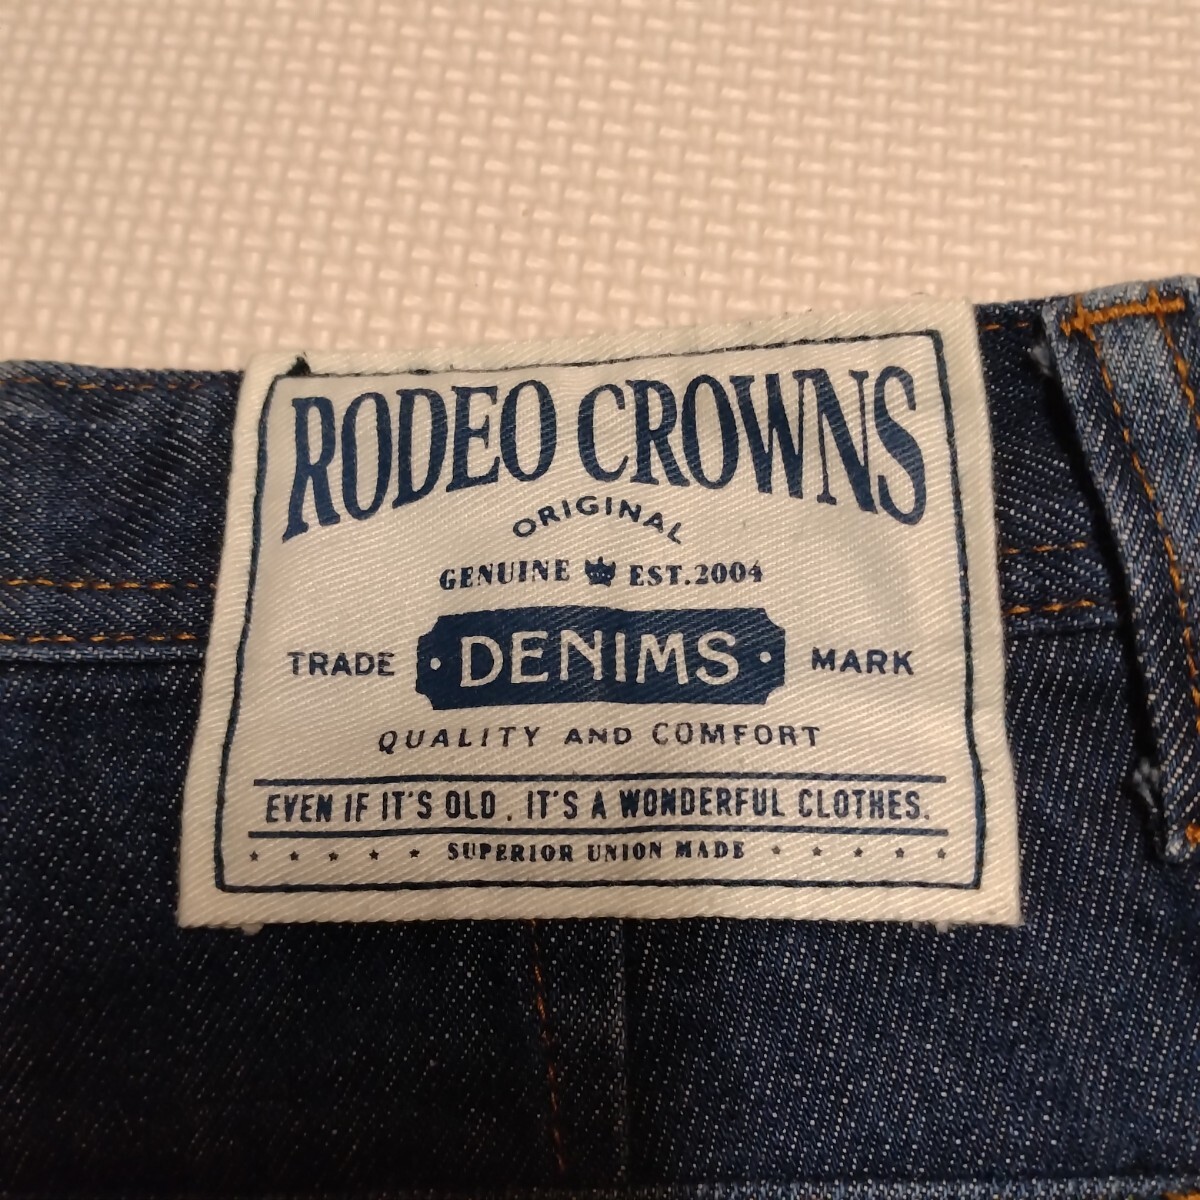 RODEO CROWNS
ORIGINAL
GENUINE EST.2004
TRADE · DENIMS · MARK
QUALITY AND COMFORT
EVEN IF IT'S OLD. IT'S A WONDERFUL CLOTHES.
SUPERIOR UNION MADE